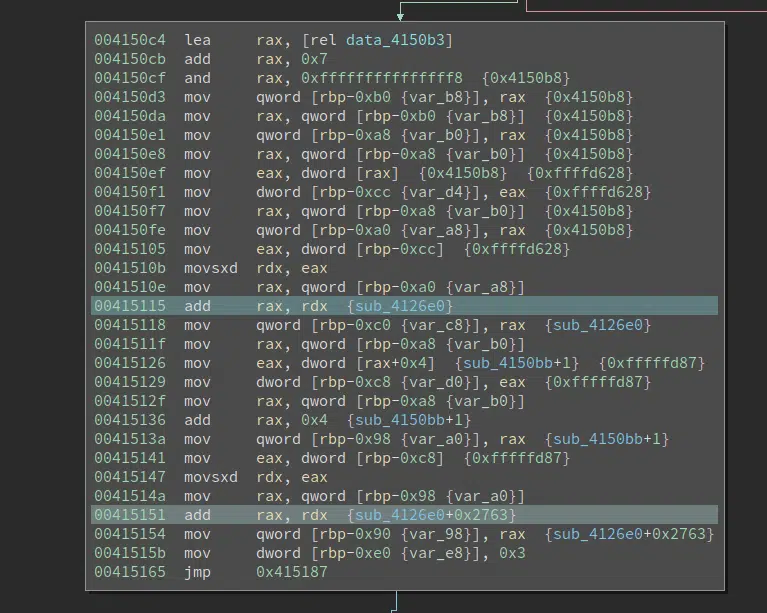 004150c4 lea rax, [rel data_4150b3]
004150cb add rax, 0x7
004150cf and rax, 0xfffffffffffffff8 {0x4150b8}
004150d3 mov qword [rbp-0xb0 {var_b8}], rax {0x4150b8}
004150da mov rax, qword [rbp-0xb0 {var_b8}] {0x4150b8}
004150e1 mov qword [rbp-0xa8 {var_b0}], rax {0x4150b8}
004150e8 mov rax, qword [rbp-0xa8 {var_b0}] {0x4150b8}
004150ef mov eax, dword [rax] {0x4150b8} {0xffffd628}
004150f1 mov dword [rbp-0xcc {var_d4}], eax {0xffffd628}
004150f7 mov rax, qword [rbp-0xa8 {var_b0}] {0x4150b8}
004150fe mov qword [rbp-0xa0 {var_a8}], rax {0x4150b8}
00415105 mov eax, dword [rbp-0xcc] {0xffffd628}
0041510b movsxd rdx, eax
0041510e mov rax, qword [rbp-0xa0 {var_a8}]
00415115 add rax, rdx {sub_4126e0}
00415118 mov qword [rbp-0xc0 {var_c8}], rax {sub_4126e0}
0041511f mov rax, qword [rbp-0xa8 {var_b0}]
00415126 mov eax, dword [rax+0x4] {sub_4150bb+1} {0xfffffd87}
00415129 mov dword [rbp-0xc8 {var_d0}], eax {0xfffffd87}
0041512f mov rax, qword [rbp-0xa8 {var_b0}]
00415136 add rax, 0x4 {sub_4150bb+1}
0041513a mov qword [rbp-0x98 {var_a0}], rax {sub_4150bb+1}
00415141 mov eax, dword [rbp-0xc8] {0xfffffd87}
00415147 movsxd rdx, eax
0041514a mov rax, qword [rbp-0x98 {var_a0}]
00415151 add rax, rdx {sub_4126e0+0x2763}
00415154 mov qword [rbp-0x90 {var_98}], rax {sub_4126e0+0x2763}
0041515b mov dword [rbp-0xe0 {var_e8}], 0x3
00415165 jmp 0x415187